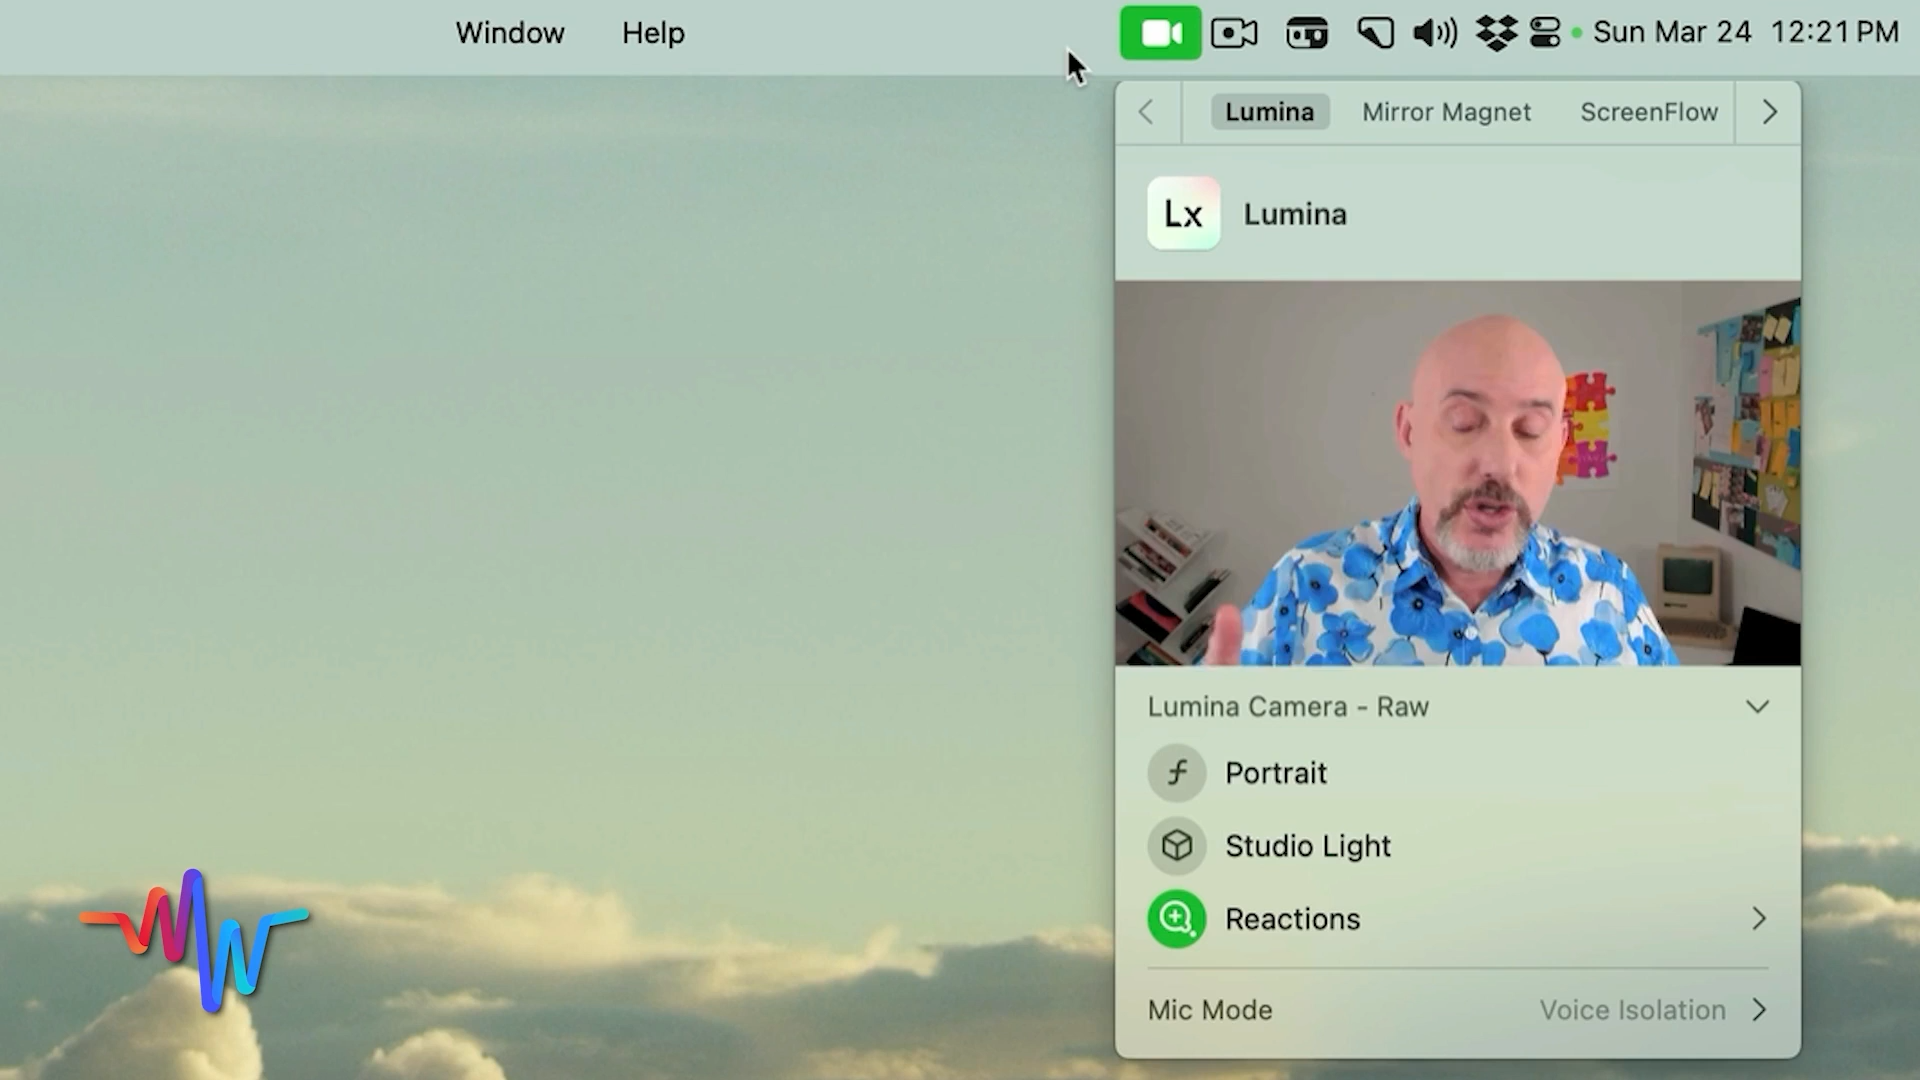 Window Help Sun Mar 24 12:21 PM
Lumina Mirror Magnet ScreenFlow
Lx Lumina
Lumina Camera - Raw
Portrait
Studio Light
Reactions
Mic Mode Voice Isolation